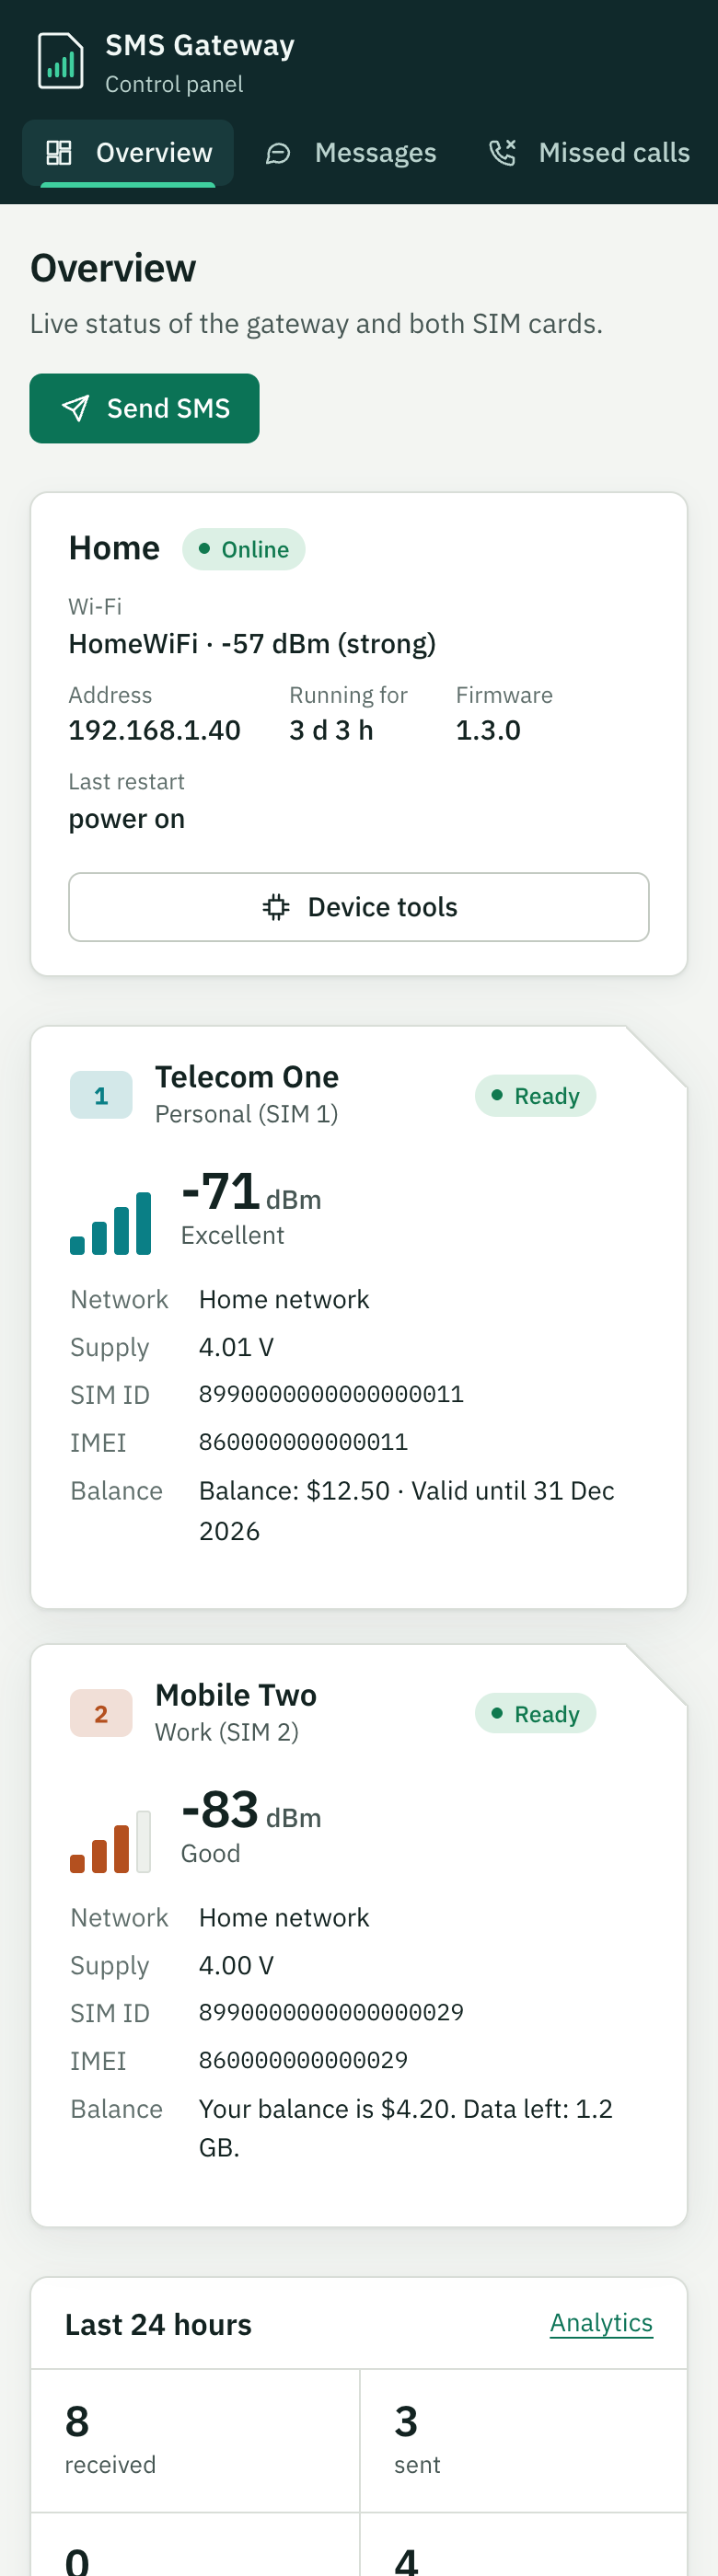 SMS Gateway
Control panel
Overview
Messages
Missed calls
Overview
Live status of the gateway and both SIM cards.
Send SMS
Home
Online
Wi-Fi
HomeWiFi · -57 dBm (strong)
Address
Running for
Firmware
192.168.1.40
3 d 3 h
1.3.0
Last restart
power on
Device tools
1
Telecom One
Personal (SIM 1)
Ready
-71 dBm
Excellent
Network Home network
Supply 4.01 V
SIM ID 8990000000000000011
IMEI 860000000000011
Balance Balance: $12.50 · Valid until 31 Dec
2026
2
Mobile Two
Work (SIM 2)
Ready
-83 dBm
Good
Network Home network
Supply 4.00 V
SIM ID 8990000000000000029
IMEI 860000000000029
Balance Your balance is $4.20. Data left: 1.2
GB.
Last 24 hours
Analytics
8
3
received
sent
0
4